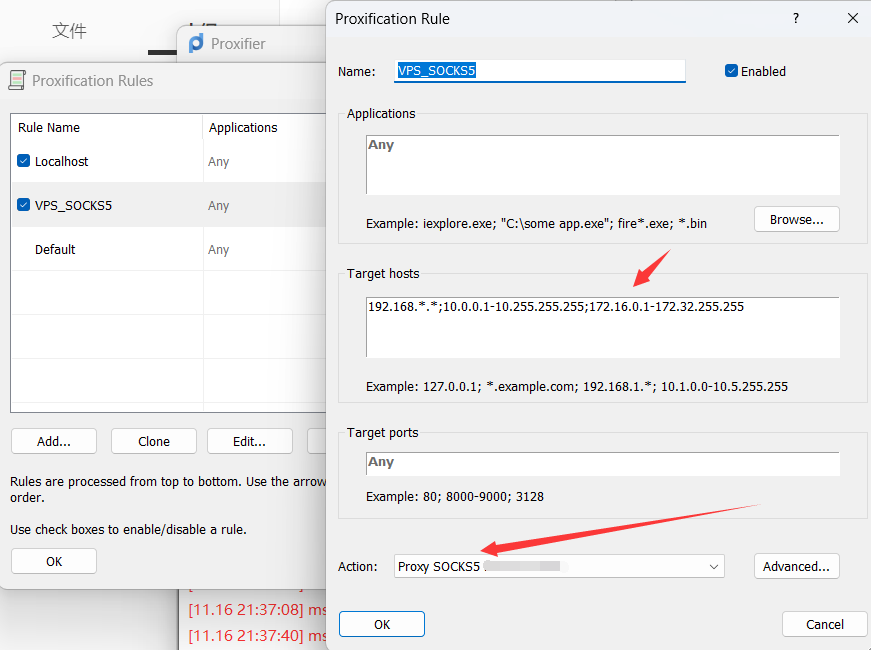 文件
Proxifier
Proxification Rules
Rule Name Applications
Localhost Any
VPS_SOCKS5 Any
Default Any
Add... Clone Edit...
Rules are processed from top to bottom. Use the arrow
order.
Use check boxes to enable/disable a rule.
OK
[11.16 21:37:08] ms
[11.16 21:37:40] ms
Proxification Rule ?
Name: VPS_SOCKS5 Enabled
Applications
Any
Example: iexplore.exe; "C:\some app.exe"; fire*.exe; *.bin Browse...
Target hosts
192.168.*.*;10.0.0.1-10.255.255.255;172.16.0.1-172.32.255.255
Example: 127.0.0.1; *.example.com; 192.168.1.*; 10.1.0.0-10.5.255.255
Target ports
Any
Example: 80; 8000-9000; 3128
Action: Proxy SOCKS5 Advanced...
OK Cancel